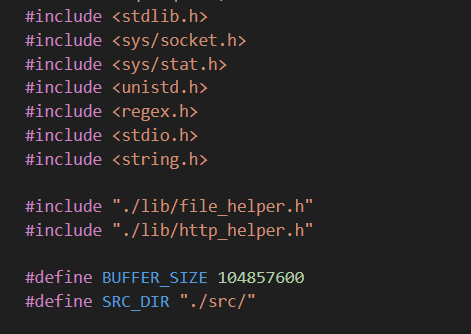 #include <stdlib.h>
#include <sys/socket.h>
#include <sys/stat.h>
#include <unistd.h>
#include <regex.h>
#include <stdio.h>
#include <string.h>
#include "./lib/file_helper.h"
#include "./lib/http_helper.h"
#define BUFFER_SIZE 104857600
#define SRC_DIR "./src/"